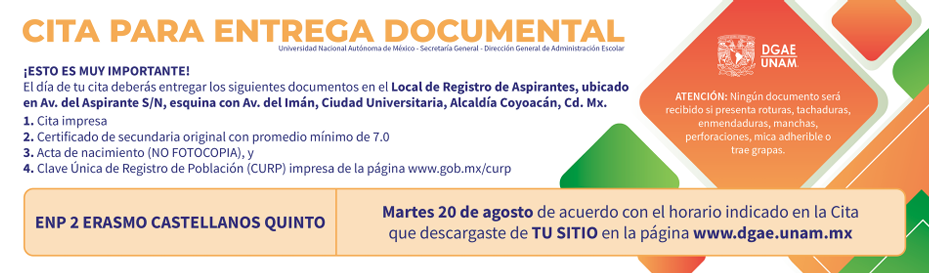 CITA PARA ENTREGA DOCUMENTAL
Universidad Nacional Autónoma de México - Secretaría General - Dirección General de Administración Escolar
¡ESTO ES MUY IMPORTANTE!
El día de tu cita deberás entregar los siguientes documentos en el Local de Registro de Aspirantes, ubicado
en Av. del Aspirante S/N, esquina con Av. del Imán, Ciudad Universitaria, Alcaldía Coyoacán, Cd. Mx.
1. Cita impresa
2. Certificado de secundaria original con promedio mínimo de 7.0
3. Acta de nacimiento (NO FOTOCOPIA), y
4. Clave Única de Registro de Población (CURP) impresa de la página www.gob.mx/curp
DGAE
UNAM
ATENCIÓN: Ningún documento será
recibido si presenta roturas, tachaduras,
enmendaduras, manchas,
perforaciones, mica adherible o
trae grapas.
ENP 2 ERASMO CASTELLANOS QUINTO
Martes 20 de agosto de acuerdo con el horario indicado en la Cita
que descargaste de TU SITIO en la página www.dgae.unam.mx